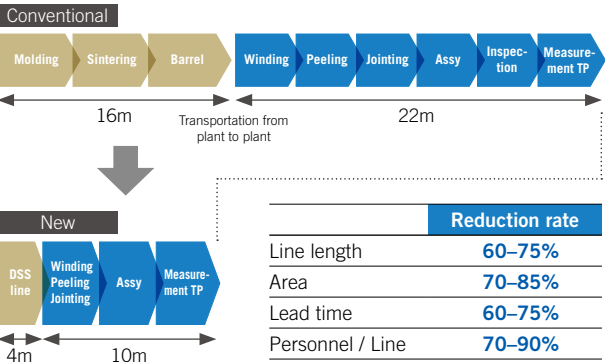 Conventional
Molding
Sintering
Barrel
Winding
Peeling
Jointing
Assy
Inspec-
tion
Measure-
ment TP
16m
Transportation from
plant to plant
22m
New
DSS
line
Winding
Peeling
Jointing
Assy
Measure-
ment TP
4m
10m
Reduction rate
Line length 60–75%
Area 70–85%
Lead time 60–75%
Personnel / Line 70–90%